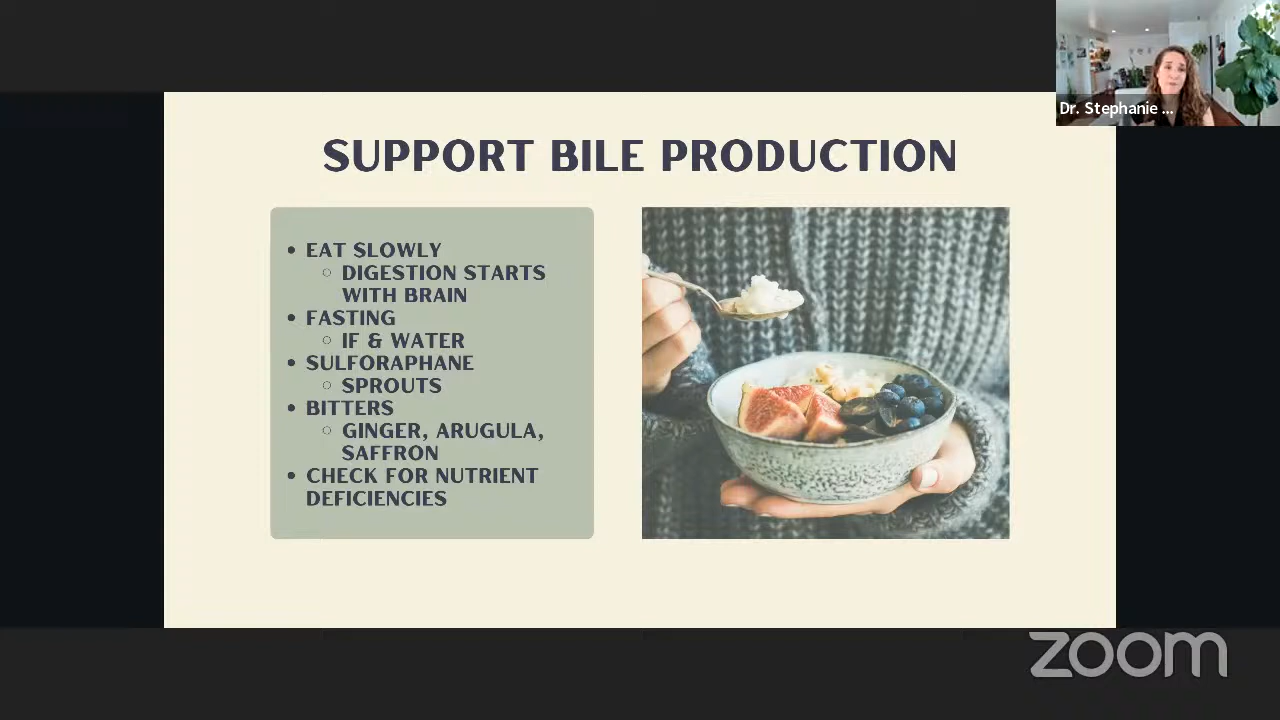 Dr. Stephanie ...
SUPPORT BILE PRODUCTION
• EAT SLOWLY
○ DIGESTION STARTS
WITH BRAIN
• FASTING
○ IF & WATER
• SULFORAPHANE
○ SPROUTS
• BITTERS
○ GINGER, ARUGULA,
SAFFRON
• CHECK FOR NUTRIENT
DEFICIENCIES
zoom